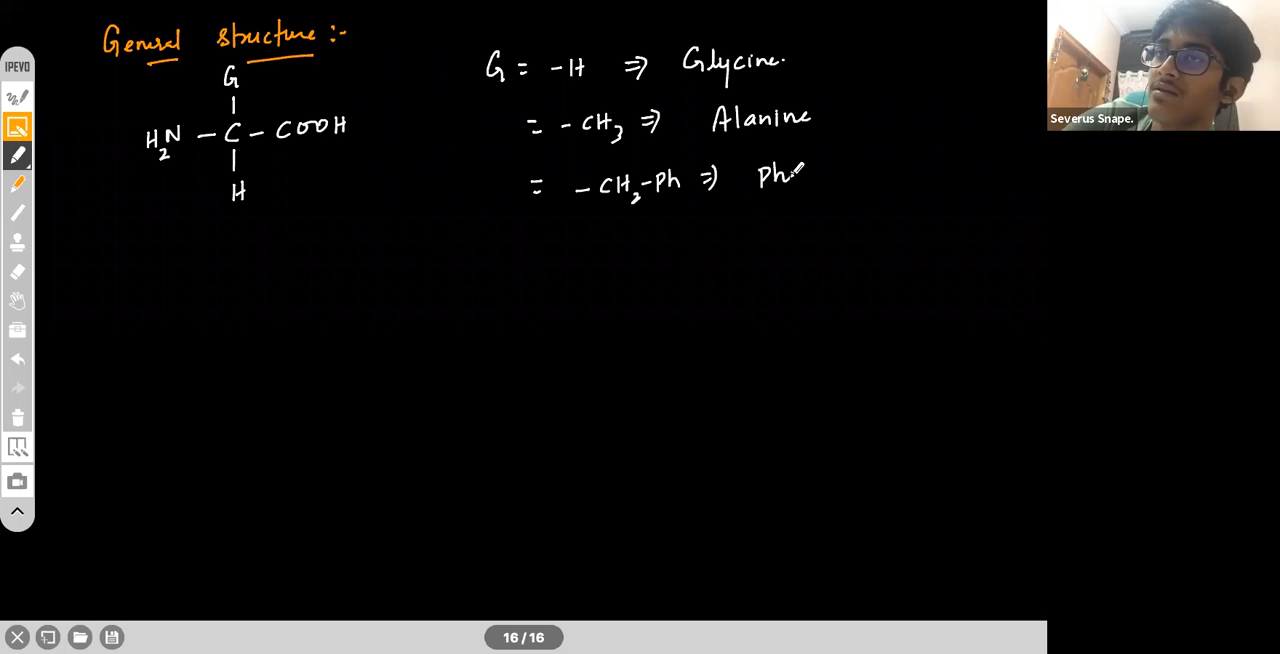 General structure :-
G
H₂N - C - COOH
H
G = -H ⇒ Glycine.
= -CH₃ ⇒ Alanine
= -CH₂-Ph ⇒ Ph
IPEVO
Severus Snape.
16 / 16